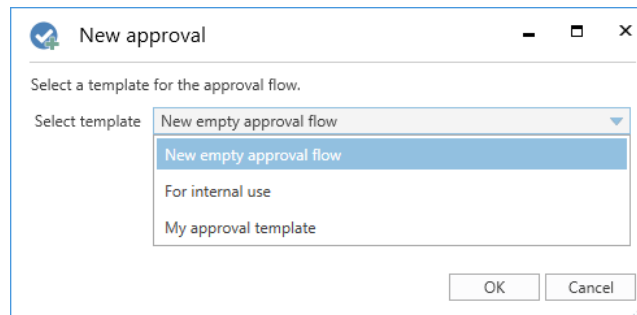 New approval
Select a template for the approval flow.
Select template New empty approval flow
New empty approval flow
For internal use
My approval template
OK Cancel